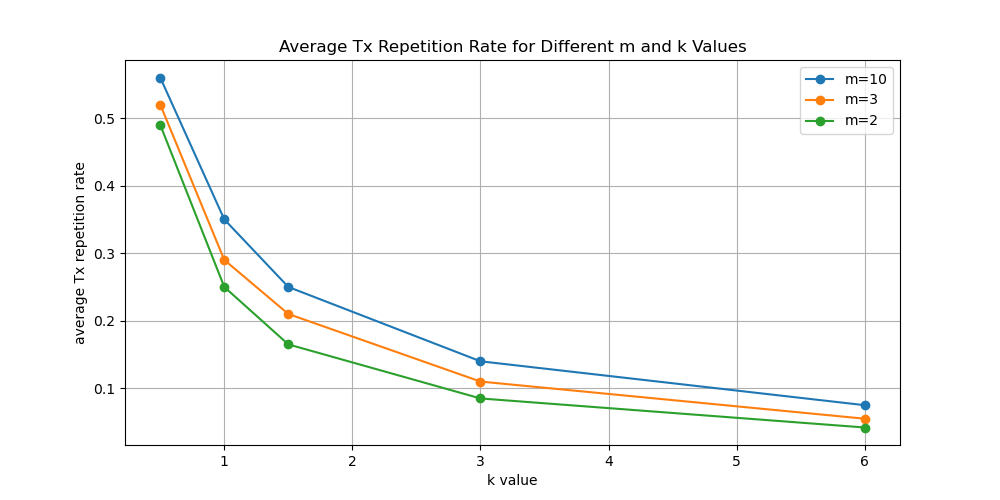 Average Tx Repetition Rate for Different m and k Values
m=10
m=3
m=2
average Tx repetition rate
0.5
0.4
0.3
0.2
0.1
1 2 3 4 5 6
k value